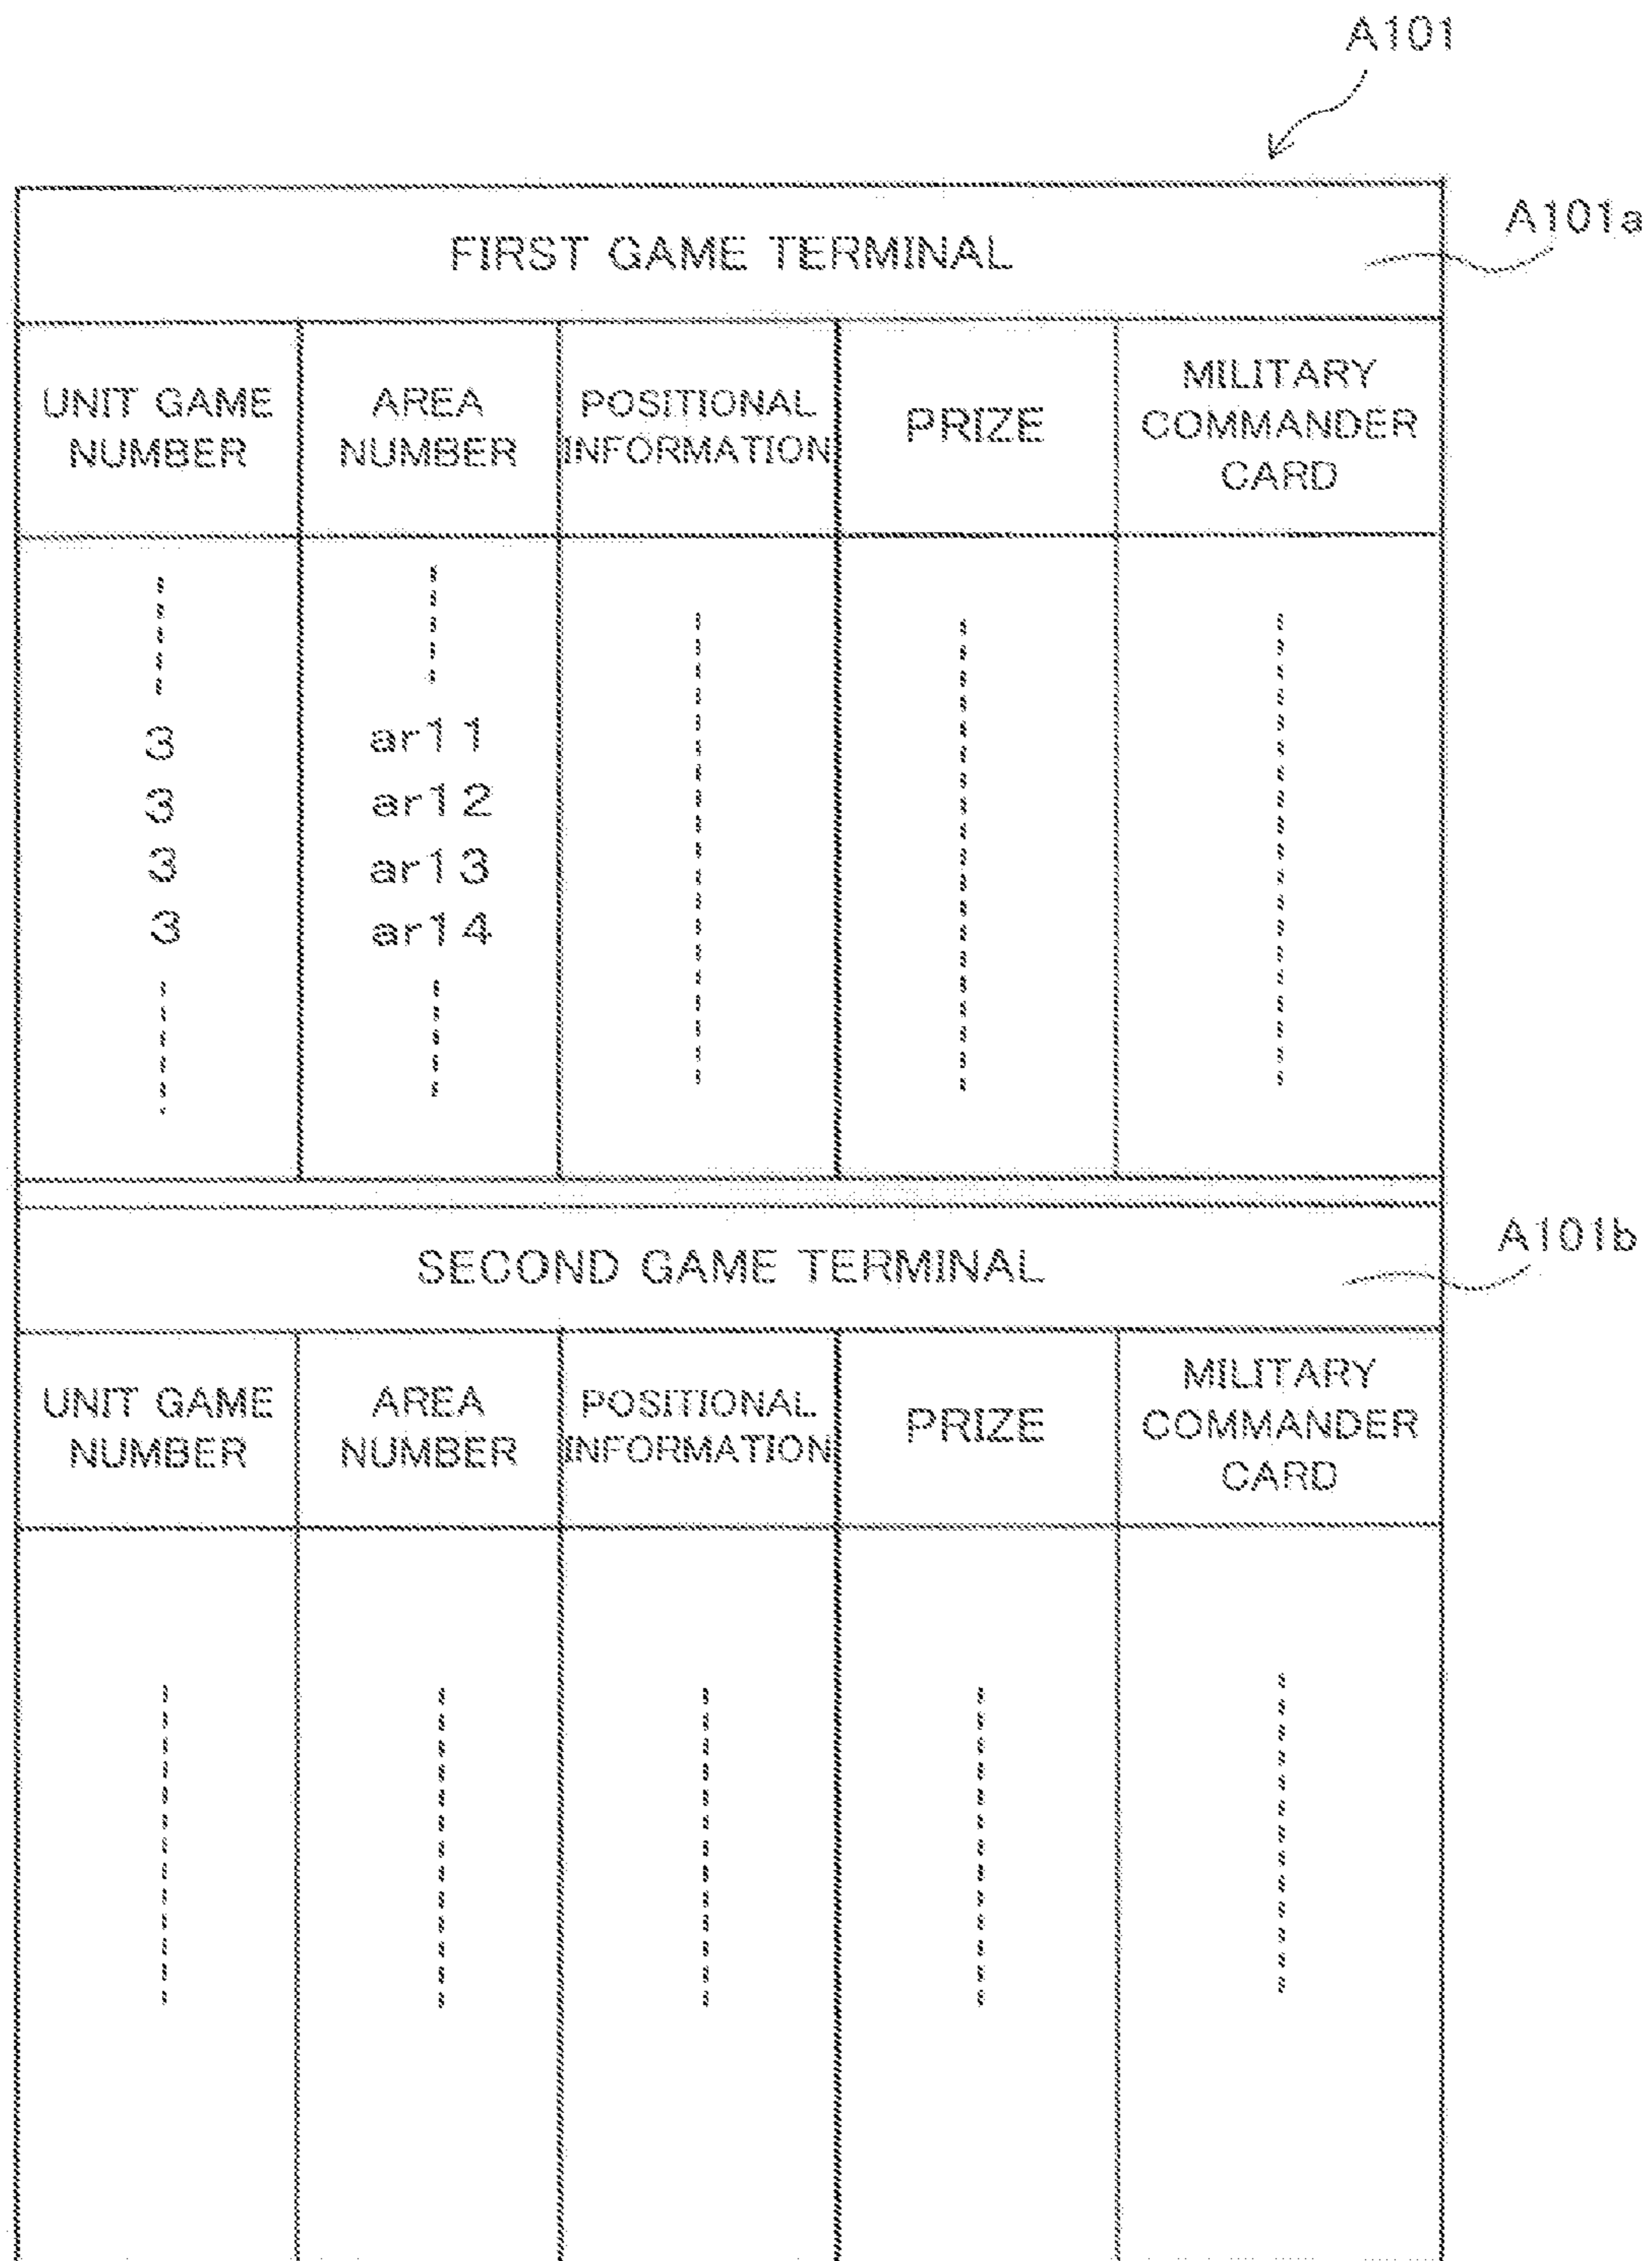 A101
A101a
FIRST GAME TERMINAL
UNIT GAME
NUMBER
AREA
NUMBER
POSITIONAL
INFORMATION
PRIZE
MILITARY
COMMANDER
CARD
3 ar11
3 ar12
3 ar13
3 ar14
A101b
SECOND GAME TERMINAL
UNIT GAME
NUMBER
AREA
NUMBER
POSITIONAL
INFORMATION
PRIZE
MILITARY
COMMANDER
CARD